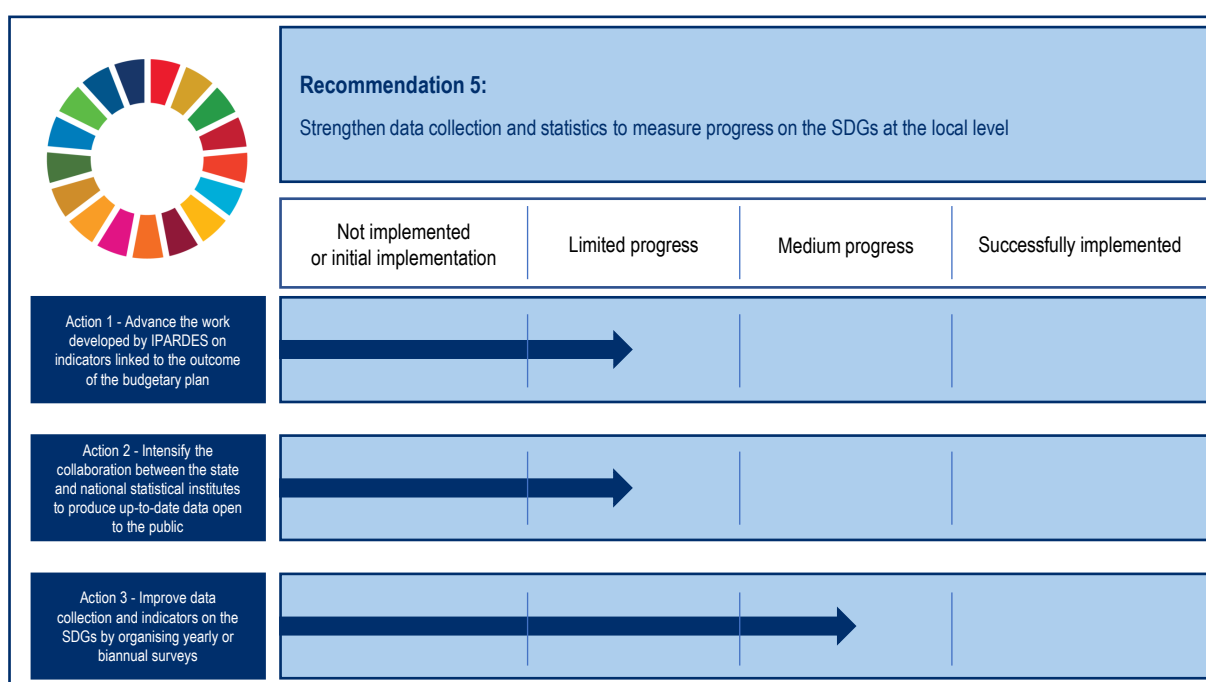 Recommendation 5:
Strengthen data collection and statistics to measure progress on the SDGs at the local level
Not implemented
or initial implementation
Limited progress
Medium progress
Successfully implemented
Action 1 - Advance the work
developed by IPARDES on
indicators linked to the outcome
of the budgetary plan
Action 2 - Intensify the
collaboration between the state
and national statistical institutes
to produce up-to-date data open
to the public
Action 3 - Improve data
collection and indicators on the
SDGs by organising yearly or
biannual surveys